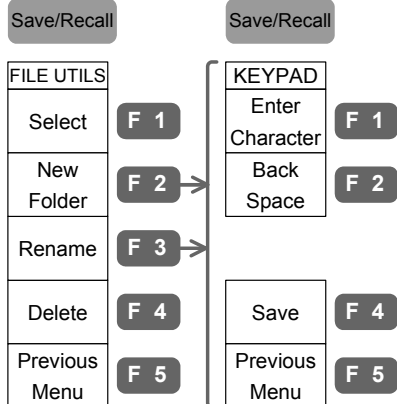 Save/Recall
FILE UTILS
Select
F 1
New
Folder
F 2
Rename
F 3
Delete
F 4
Previous
Menu
F 5
Save/Recall
KEYPAD
Enter
Character
F 1
Back
Space
F 2
Save
F 4
Previous
Menu
F 5